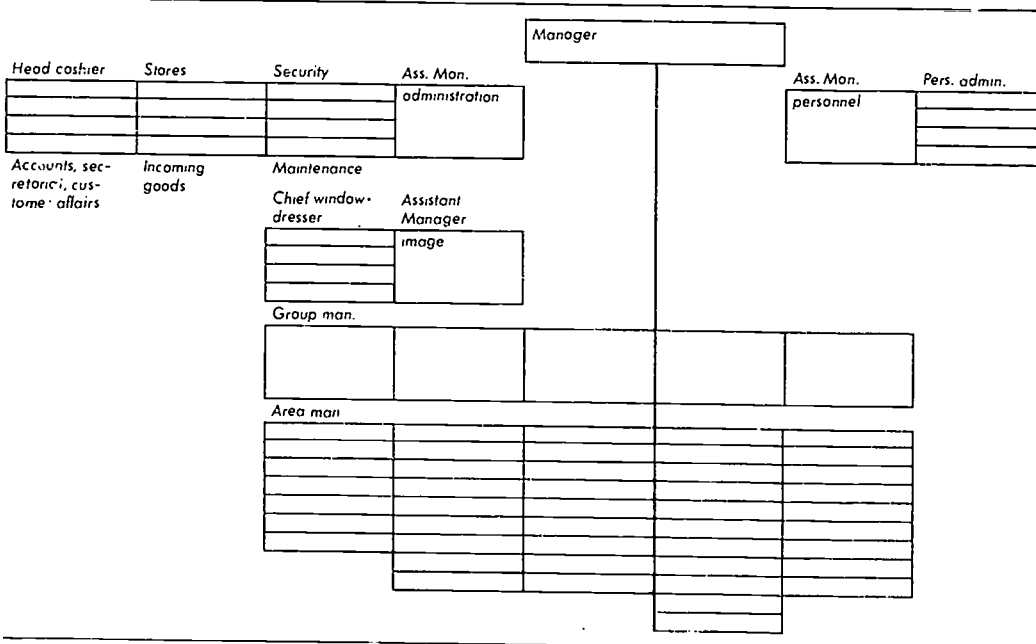 Manager
Head cashier
Stores
Security
Ass. Man.
administration
Ass. Man.
personnel
Pers. admin.
Accounts, sec-
retarial, cus-
tomer affairs
Incoming
goods
Maintenance
Chief window-
dresser
Assistant
Manager
image
Group man.
Area man